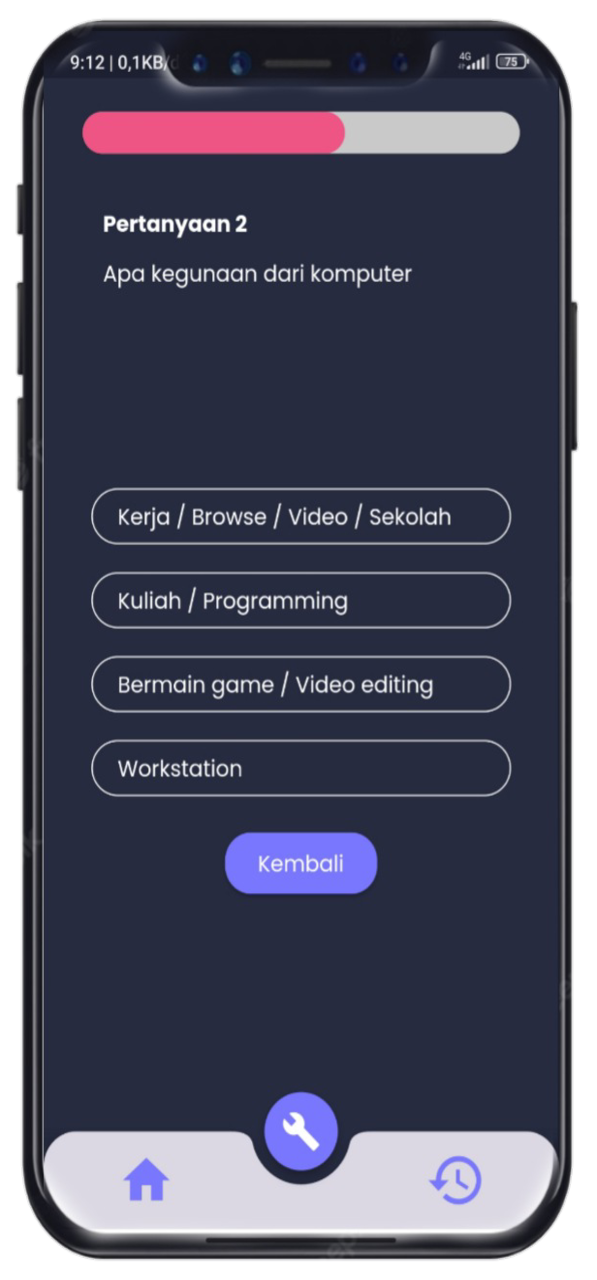 9:12 | 0,1KB/d
4G
75
Pertanyaan 2
Apa kegunaan dari komputer
Kerja / Browse / Video / Sekolah
Kuliah / Programming
Bermain game / Video editing
Workstation
Kembali